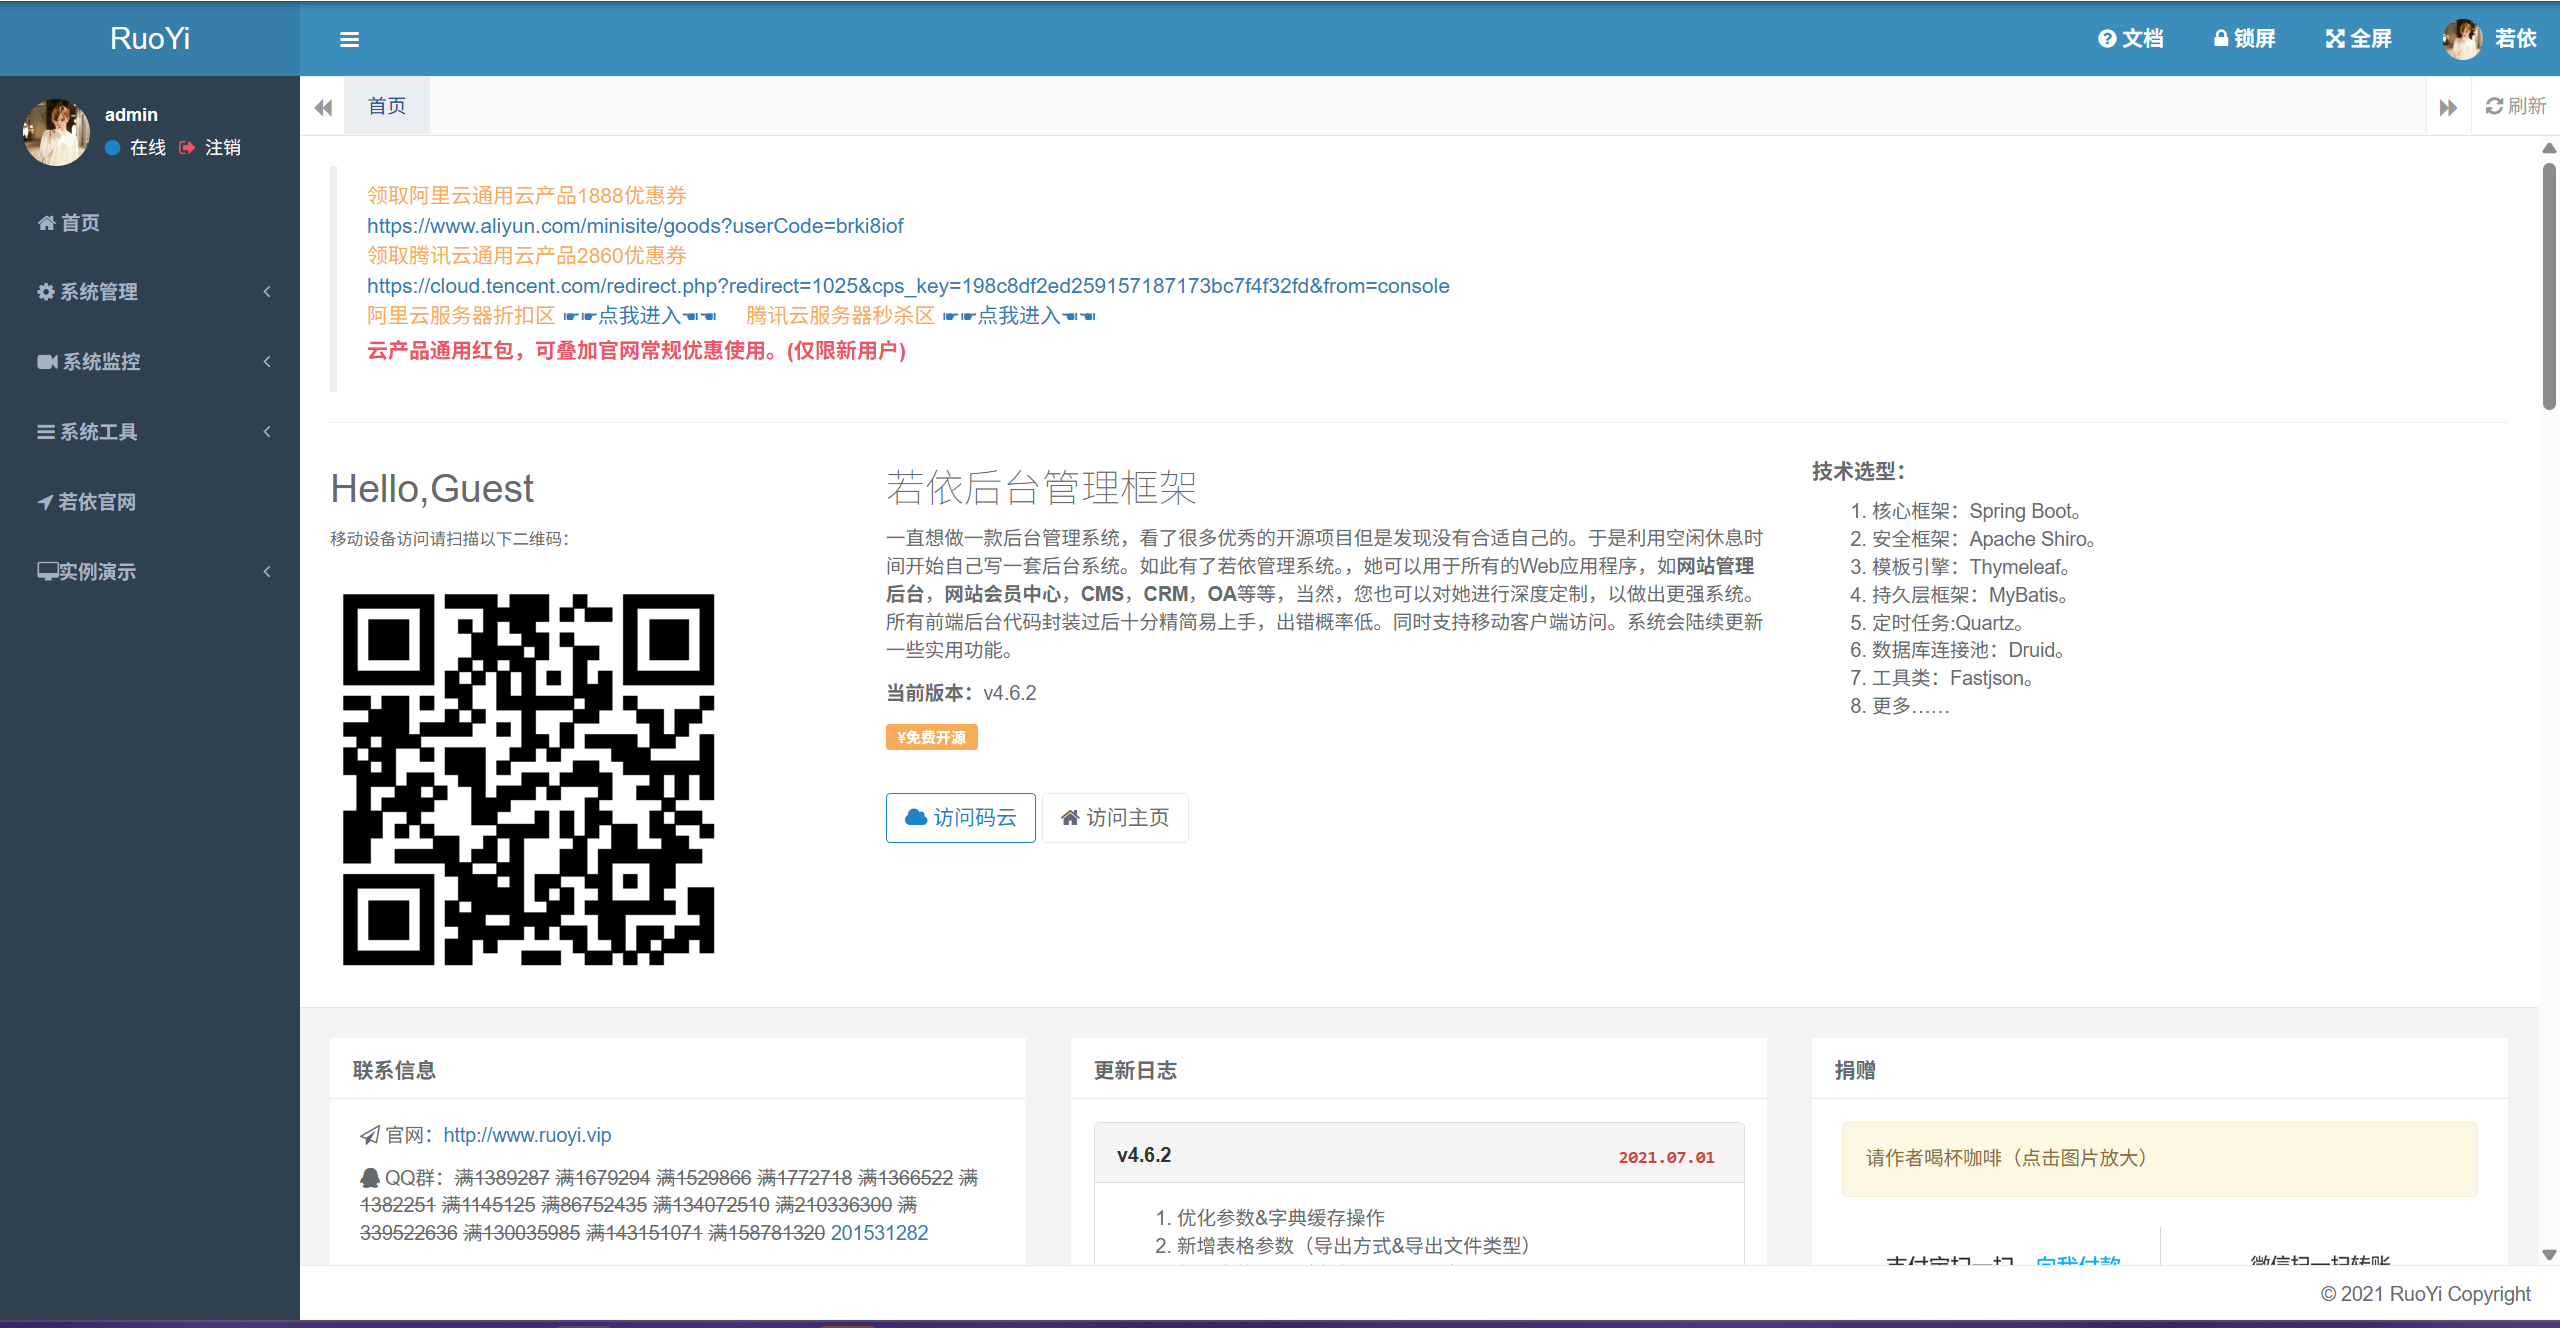 RuoYi
文档 锁屏 全屏 若依
admin
在线 注销
首页
系统管理
系统监控
系统工具
若依官网
实例演示
首页
刷新
领取阿里云通用云产品1888优惠券
https://www.aliyun.com/minisite/goods?userCode=brki8iof
领取腾讯云通用云产品2860优惠券
https://cloud.tencent.com/redirect.php?redirect=1025&cps_key=198c8df2ed259157187173bc7f4f32fd&from=console
阿里云服务器折扣区 ☛☛点我进入☚☚ 腾讯云服务器秒杀区 ☛☛点我进入☚☚
云产品通用红包，可叠加官网常规优惠使用。(仅限新用户)
Hello,Guest
移动设备访问请扫描以下二维码：
若依后台管理框架
一直想做一款后台管理系统，看了很多优秀的开源项目但是发现没有合适自己的。于是利用空闲休息时
间开始自己写一套后台系统。如此有了若依管理系统。，她可以用于所有的Web应用程序，如网站管理
后台，网站会员中心，CMS，CRM，OA等等，当然，您也可以对她进行深度定制，以做出更强系统。
所有前端后台代码封装过后十分精简易上手，出错概率低。同时支持移动客户端访问。系统会陆续更新
一些实用功能。
当前版本：v4.6.2
¥免费开源
访问码云 访问主页
技术选型：
1. 核心框架：Spring Boot。
2. 安全框架：Apache Shiro。
3. 模板引擎：Thymeleaf。
4. 持久层框架：MyBatis。
5. 定时任务:Quartz。
6. 数据库连接池：Druid。
7. 工具类：Fastjson。
8. 更多……
联系信息
官网：http://www.ruoyi.vip
QQ群：满1389287 满1679294 满1529866 满1772718 满1366522 满
1382251 满1145125 满86752435 满134072510 满210336300 满
339522636 满130035985 满143151071 满158781320 201531282
更新日志
v4.6.2 2021.07.01
1. 优化参数&字典缓存操作
2. 新增表格参数（导出方式&导出文件类型）
捐赠
请作者喝杯咖啡（点击图片放大）
支付宝扫一扫 向我付款 微信扫一扫转账
© 2021 RuoYi Copyright